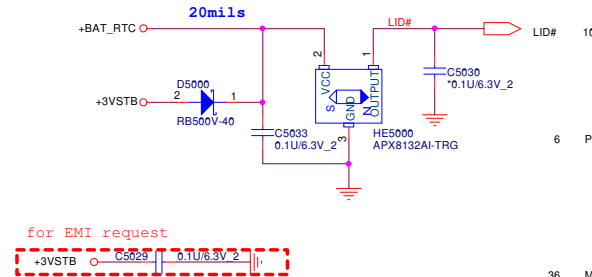 20mils
+BAT_RTC
LID#
LID#
10
2
1
VCC
OUTPUT
GND
S
N
3
C5030
*0.1U/6.3V_2
D5000
2
1
+3VSTB
RB500V-40
C5033
0.1U/6.3V_2
HE5000
APX8132AI-TRG
6
P
for EMI request
+3VSTB
C5029
0.1U/6.3V_2
36
M